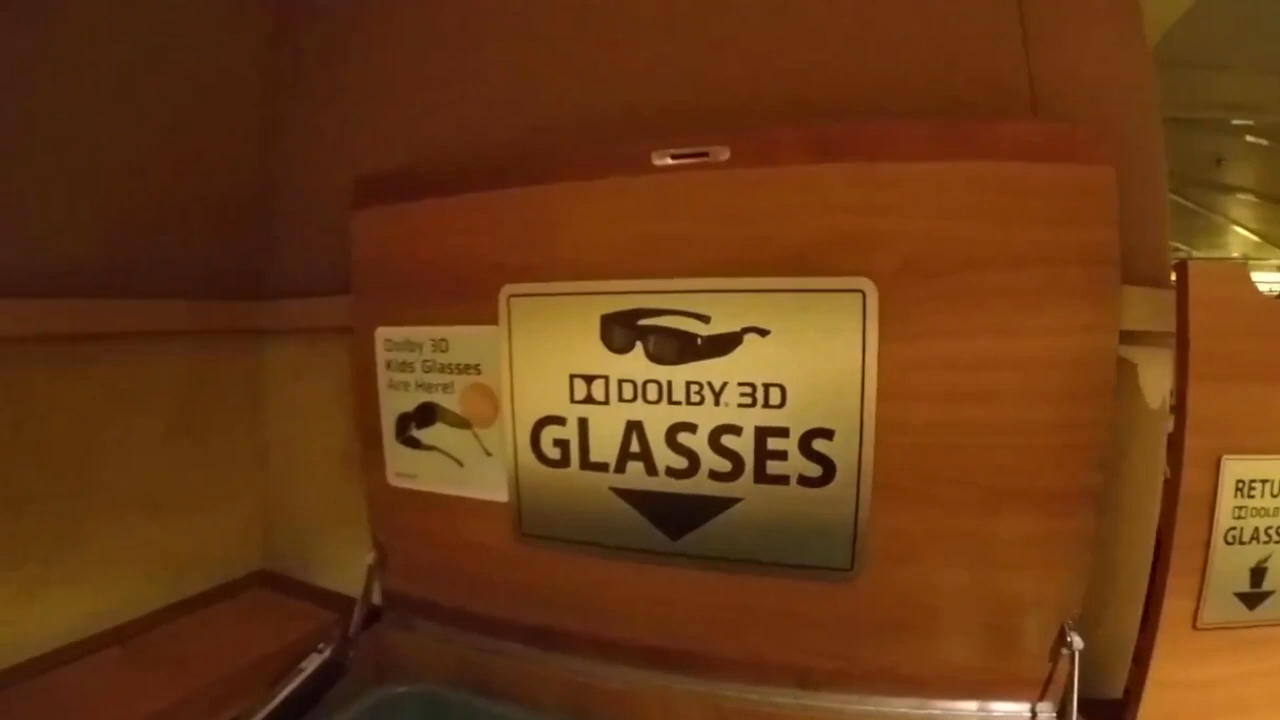 Dolby 3D
Kids Glasses
Are Here!
DOLBY 3D
GLASSES
RETU
DOLB
GLASS